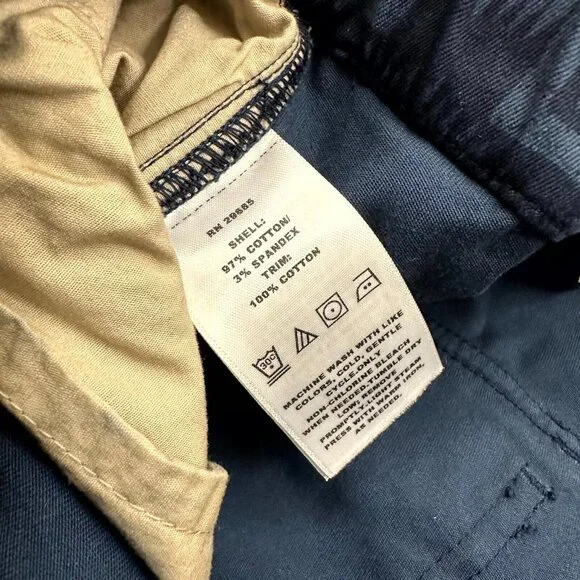 RN 29685
SHELL:
97% COTTON/
3% SPANDEX
TRIM:
100% COTTON
30C
MACHINE WASH WITH LIKE
COLORS, COLD, GENTLE
CYCLE.ONLY
NON-CHLORINE BLEACH
WHEN NEEDED.TUMBLE DRY
LOW; REMOVE
PROMPTLY.LIGHT STEAM
PRESS WITH WARM IRON,
AS NEEDED.